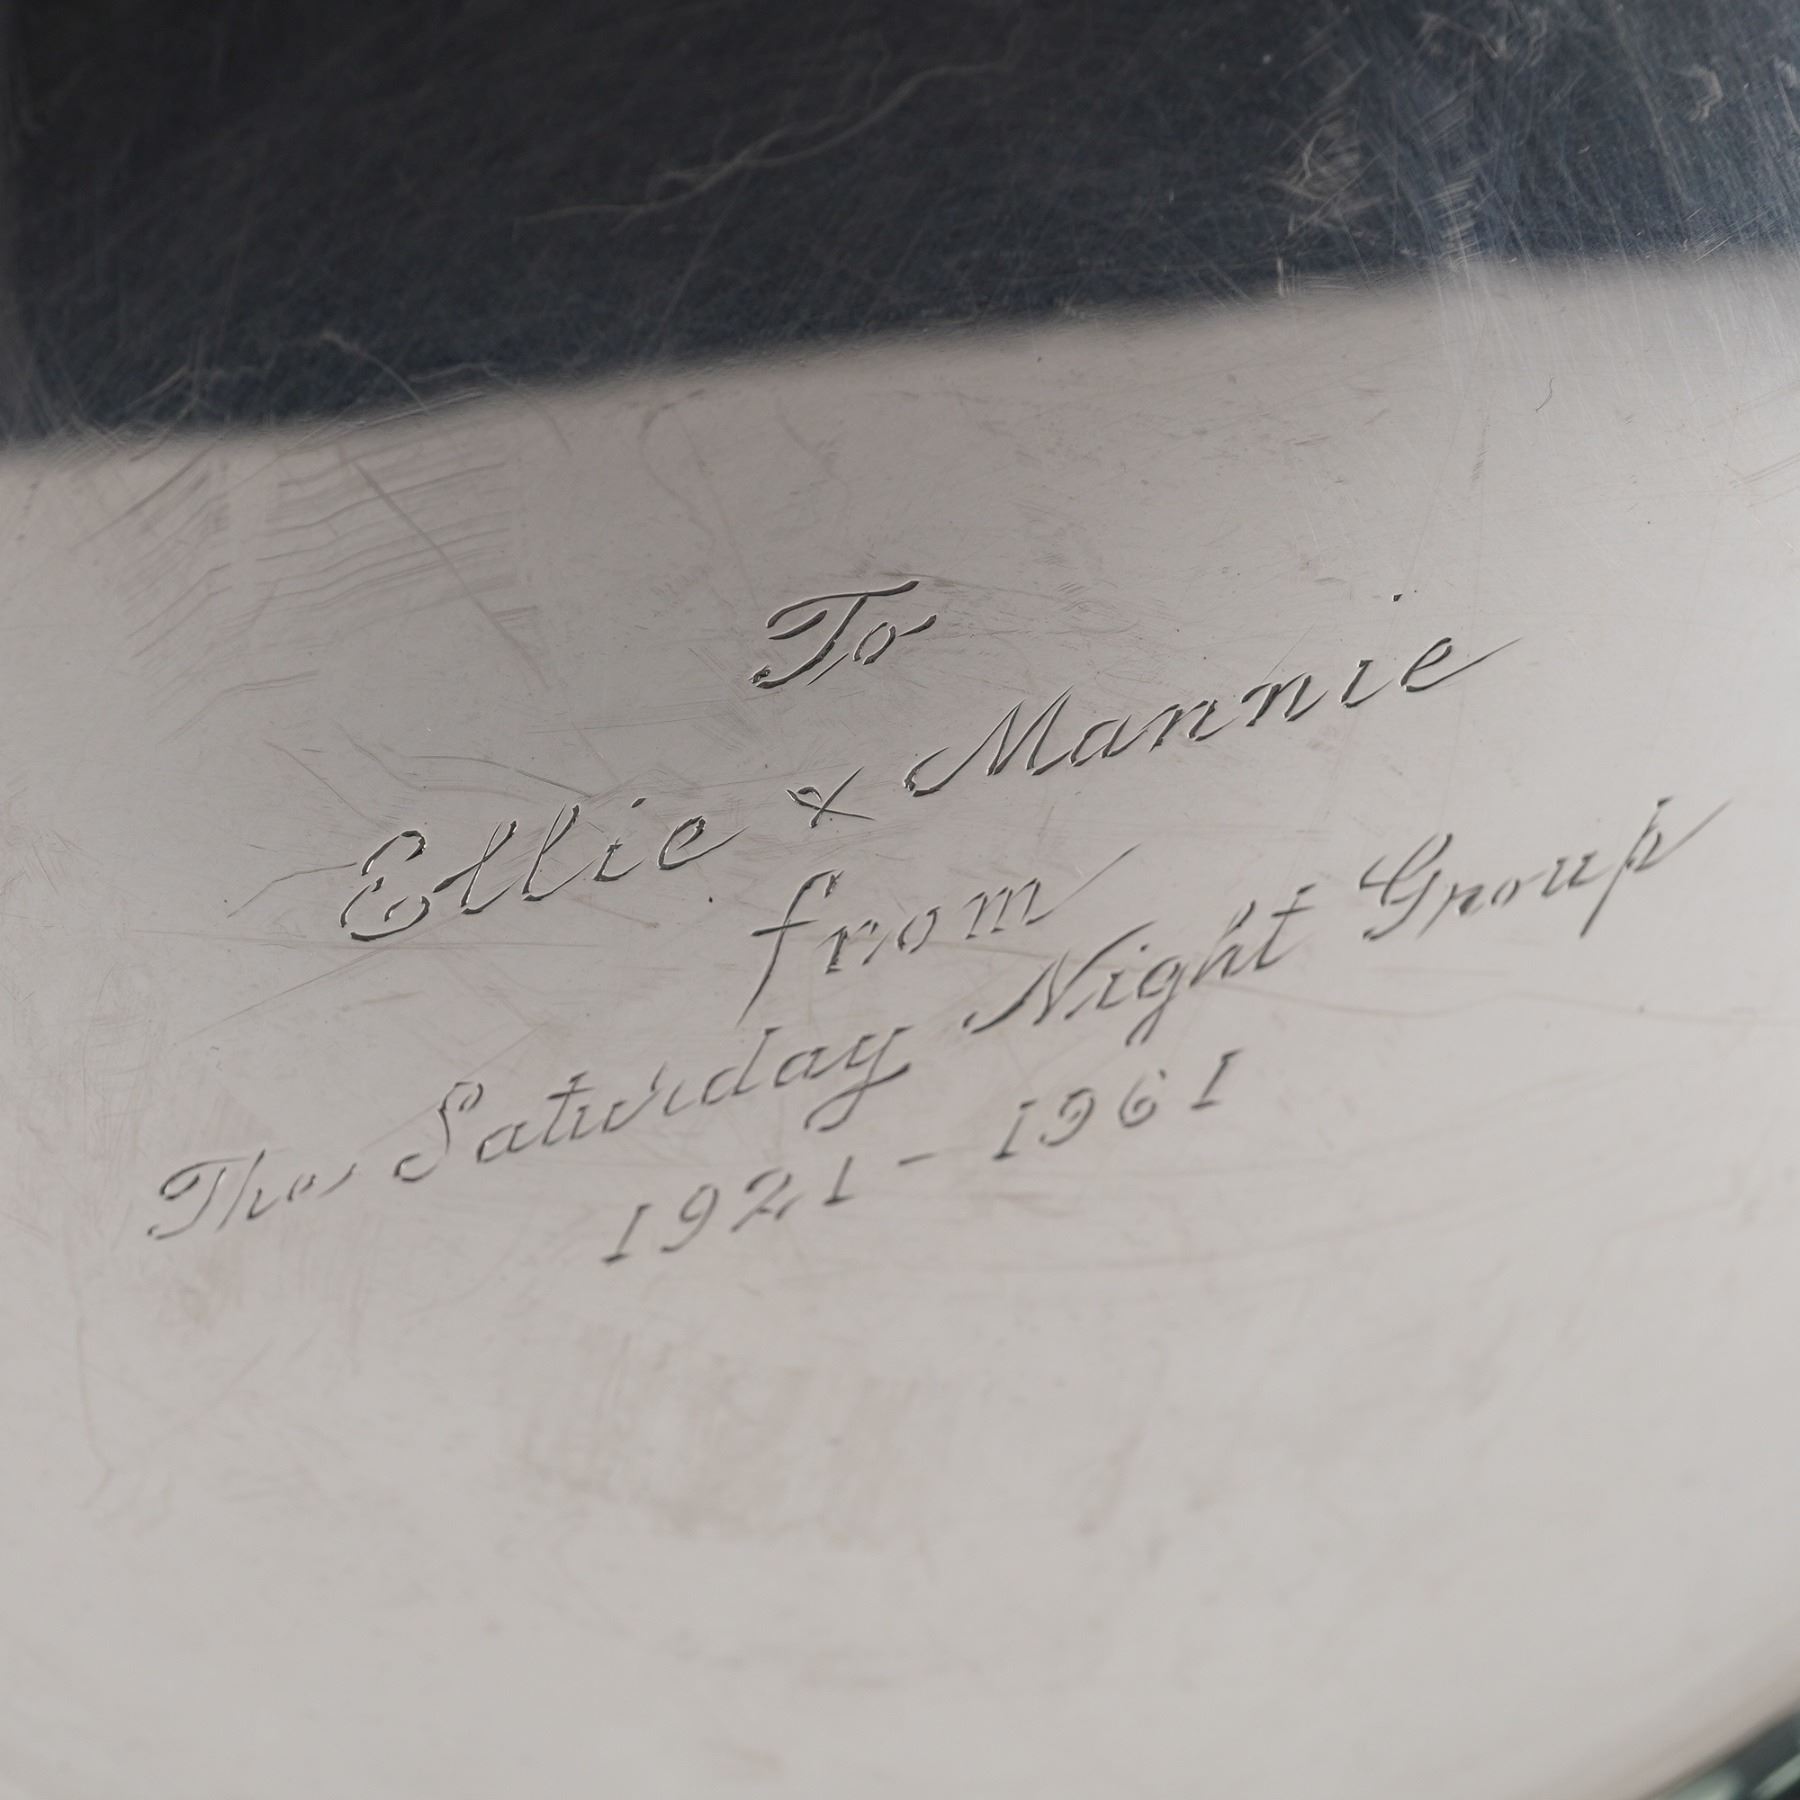 To
Ellie & Mannie
from
The Saturday Night Group
1921 - 1961